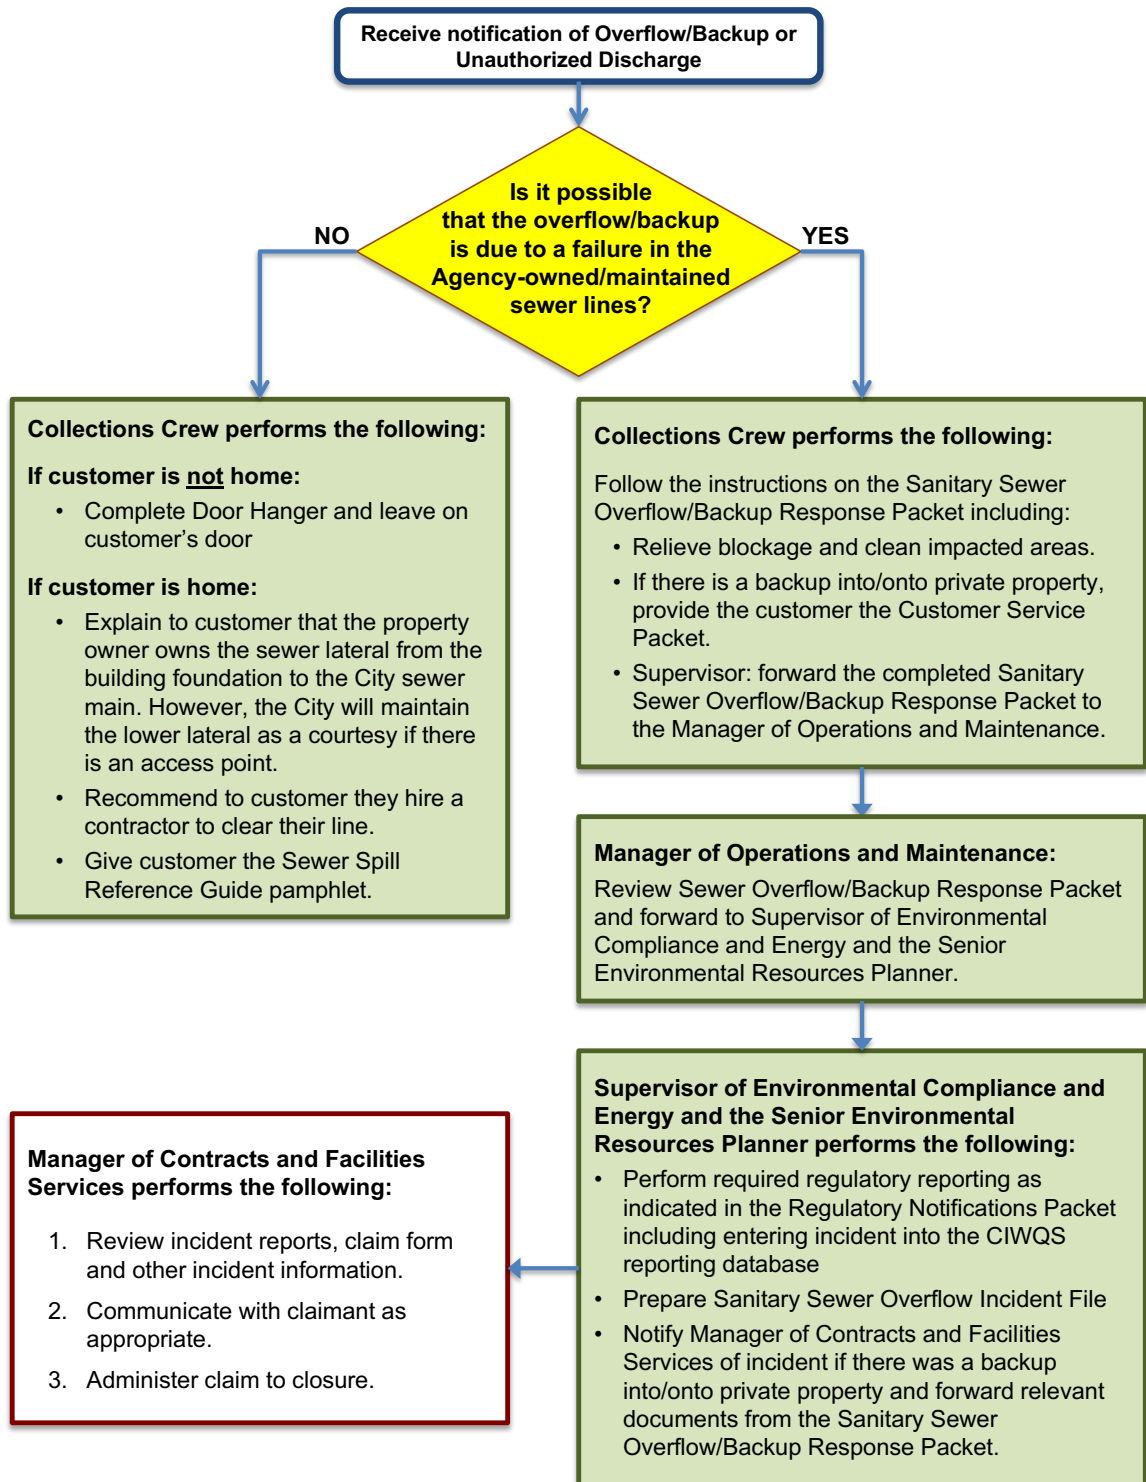 Receive notification of Overflow/Backup or
Unauthorized Discharge
Is it possible
that the overflow/backup
is due to a failure in the
Agency-owned/maintained
sewer lines?
NO
YES
Collections Crew performs the following:
If customer is not home:
• Complete Door Hanger and leave on
customer's door
If customer is home:
• Explain to customer that the property
owner owns the sewer lateral from the
building foundation to the City sewer
main. However, the City will maintain
the lower lateral as a courtesy if there
is an access point.
• Recommend to customer they hire a
contractor to clear their line.
• Give customer the Sewer Spill
Reference Guide pamphlet.
Collections Crew performs the following:
Follow the instructions on the Sanitary Sewer
Overflow/Backup Response Packet including:
• Relieve blockage and clean impacted areas.
• If there is a backup into/onto private property,
provide the customer the Customer Service
Packet.
• Supervisor: forward the completed Sanitary
Sewer Overflow/Backup Response Packet to
the Manager of Operations and Maintenance.
Manager of Operations and Maintenance:
Review Sewer Overflow/Backup Response Packet
and forward to Supervisor of Environmental
Compliance and Energy and the Senior
Environmental Resources Planner.
Supervisor of Environmental Compliance and
Energy and the Senior Environmental
Resources Planner performs the following:
• Perform required regulatory reporting as
indicated in the Regulatory Notifications Packet
including entering incident into the CIWQS
reporting database
• Prepare Sanitary Sewer Overflow Incident File
• Notify Manager of Contracts and Facilities
Services of incident if there was a backup
into/onto private property and forward relevant
documents from the Sanitary Sewer
Overflow/Backup Response Packet.
Manager of Contracts and Facilities
Services performs the following:
1. Review incident reports, claim form
and other incident information.
2. Communicate with claimant as
appropriate.
3. Administer claim to closure.